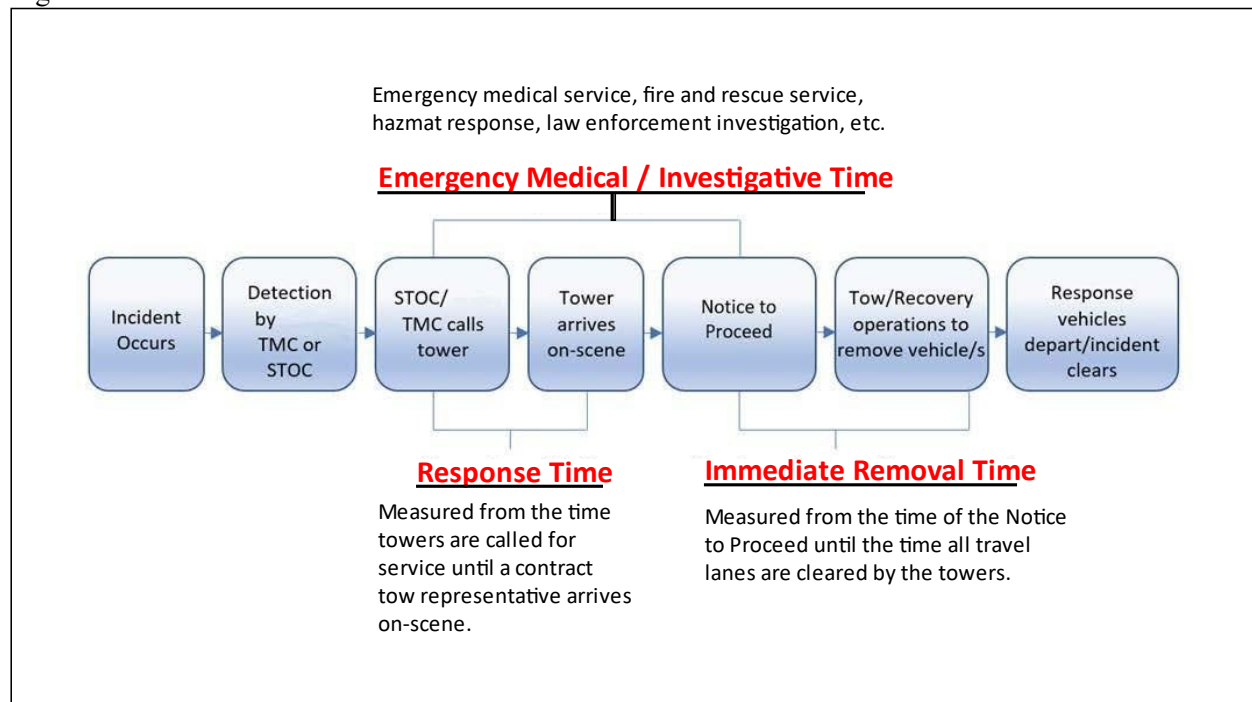 Emergency medical service, fire and rescue service,
hazmat response, law enforcement investigation, etc.
Emergency Medical / Investigative Time
Incident
Occurs
Detection
by
TMC or
STOC
STOC/
TMC calls
tower
Tower
arrives
on-scene
Notice to
Proceed
Tow/Recovery
operations to
remove vehicle/s
Response
vehicles
depart/incident
clears
Response Time
Measured from the time
towers are called for
service until a contract
tow representative arrives
on-scene.
Immediate Removal Time
Measured from the time of the Notice
to Proceed until the time all travel
lanes are cleared by the towers.